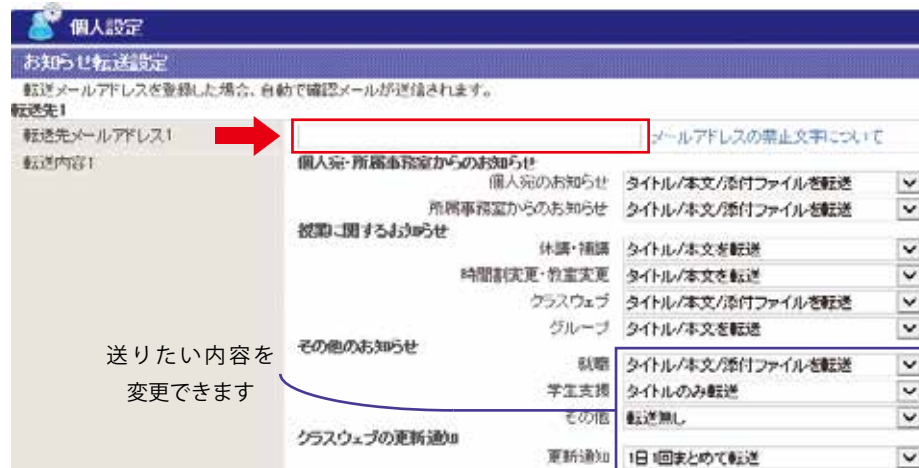 個人設定
お知らせ転送設定
転送メールアドレスを登録した場合、自動で確認メールが送信されます。
転送先1
転送先メールアドレス1
メールアドレスの禁止文字について
転送内容1
個人宛・所属事務室からのお知らせ
個人宛のお知らせ タイトル/本文/添付ファイルを転送
所属事務室からのお知らせ タイトル/本文/添付ファイルを転送
授業に関するお知らせ
休講・補講 タイトル/本文を転送
時間割変更・教室変更 タイトル/本文を転送
クラスウェブ タイトル/本文/添付ファイルを転送
グループ タイトル/本文を転送
その他のお知らせ
就職 タイトル/本文/添付ファイルを転送
学生支援 タイトルのみ転送
その他 転送無し
クラスウェブの更新通知
更新通知 1日1回まとめて転送
送りたい内容を
変更できます